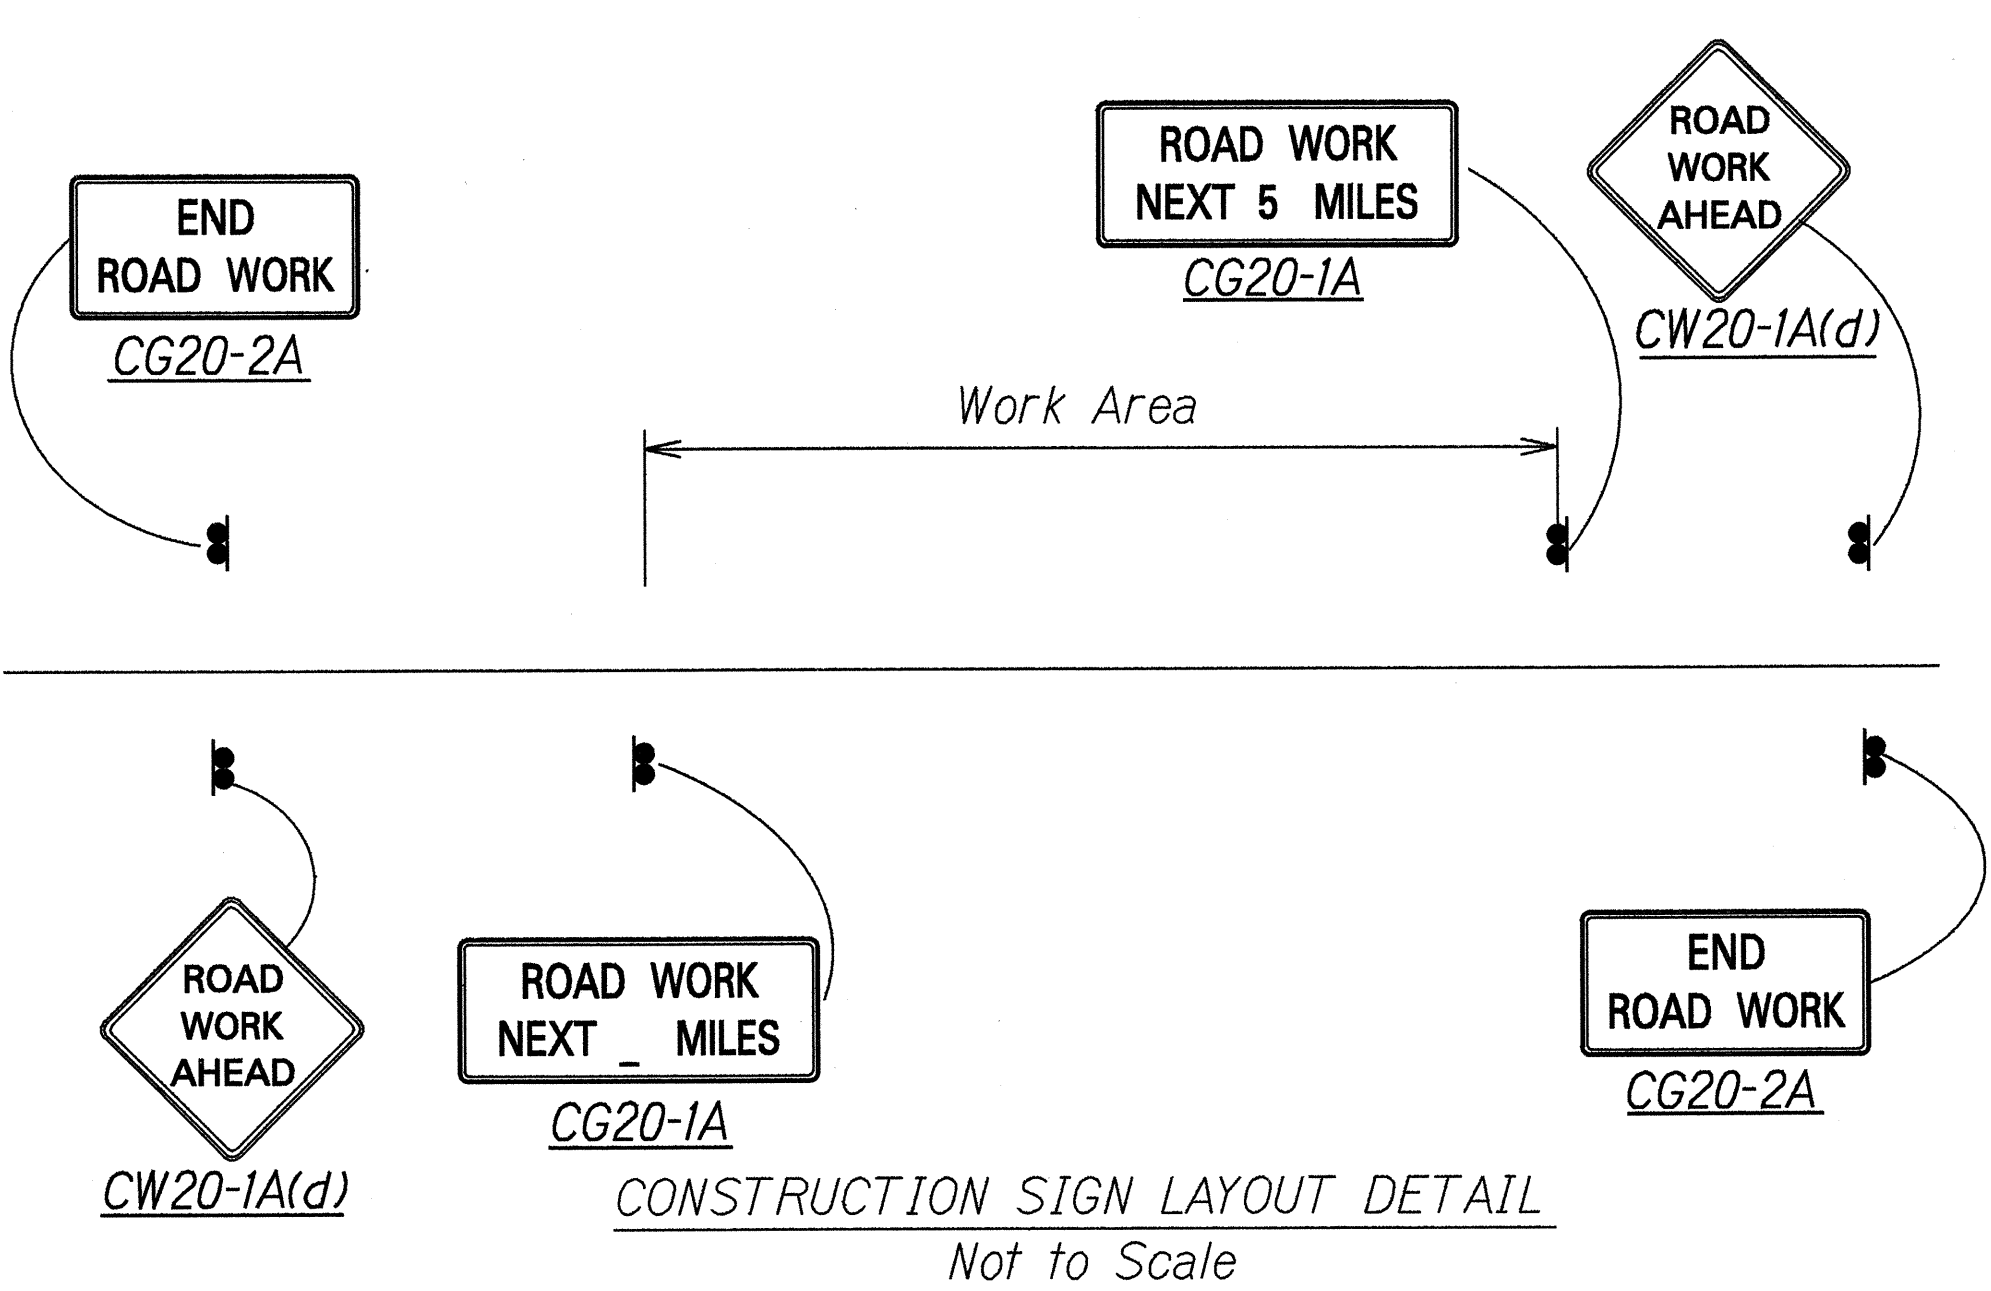 ROAD WORK
NEXT 5 MILES
CG20-1A
ROAD
WORK
AHEAD
CW20-1A(d)
END
ROAD WORK
CG20-2A
Work Area
ROAD
WORK
AHEAD
CW20-1A(d)
ROAD WORK
NEXT _ MILES
CG20-1A
END
ROAD WORK
CG20-2A
CONSTRUCTION SIGN LAYOUT DETAIL
Not to Scale